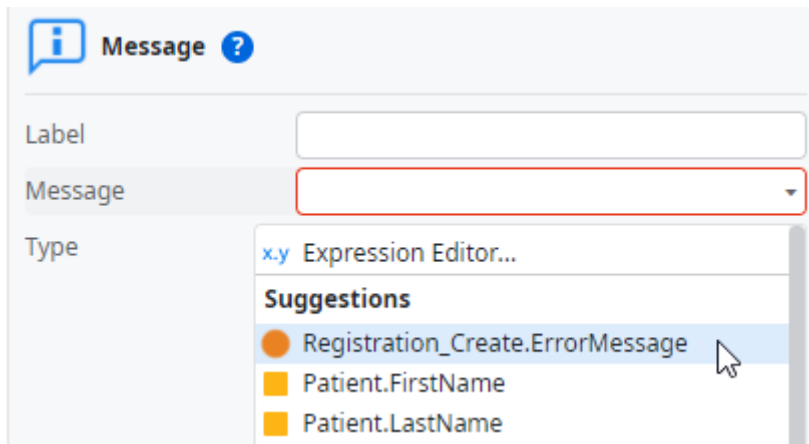 Message ?
Label
Message
Type
x.y Expression Editor...
Suggestions
Registration_Create.ErrorMessage
Patient.FirstName
Patient.LastName